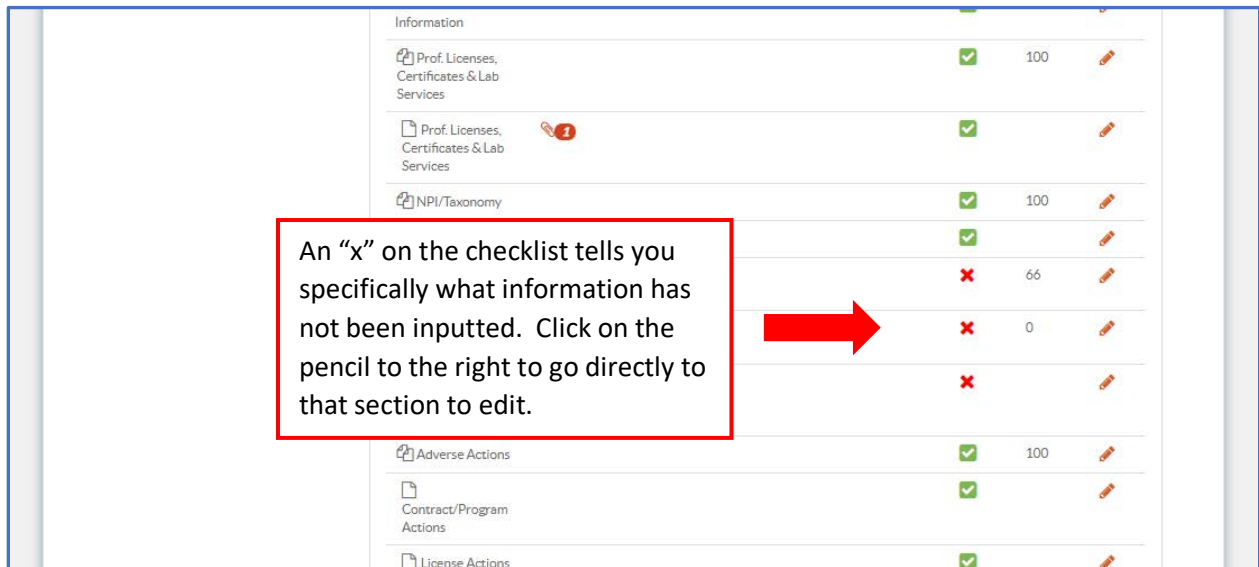 Information
Prof. Licenses, 100
Certificates & Lab
Services
Prof. Licenses, 1
Certificates & Lab
Services
NPI/Taxonomy 100
An “x” on the checklist tells you
specifically what information has
not been inputted. Click on the
pencil to the right to go directly to
that section to edit.
66
0
Adverse Actions 100
Contract/Program
Actions
License Actions